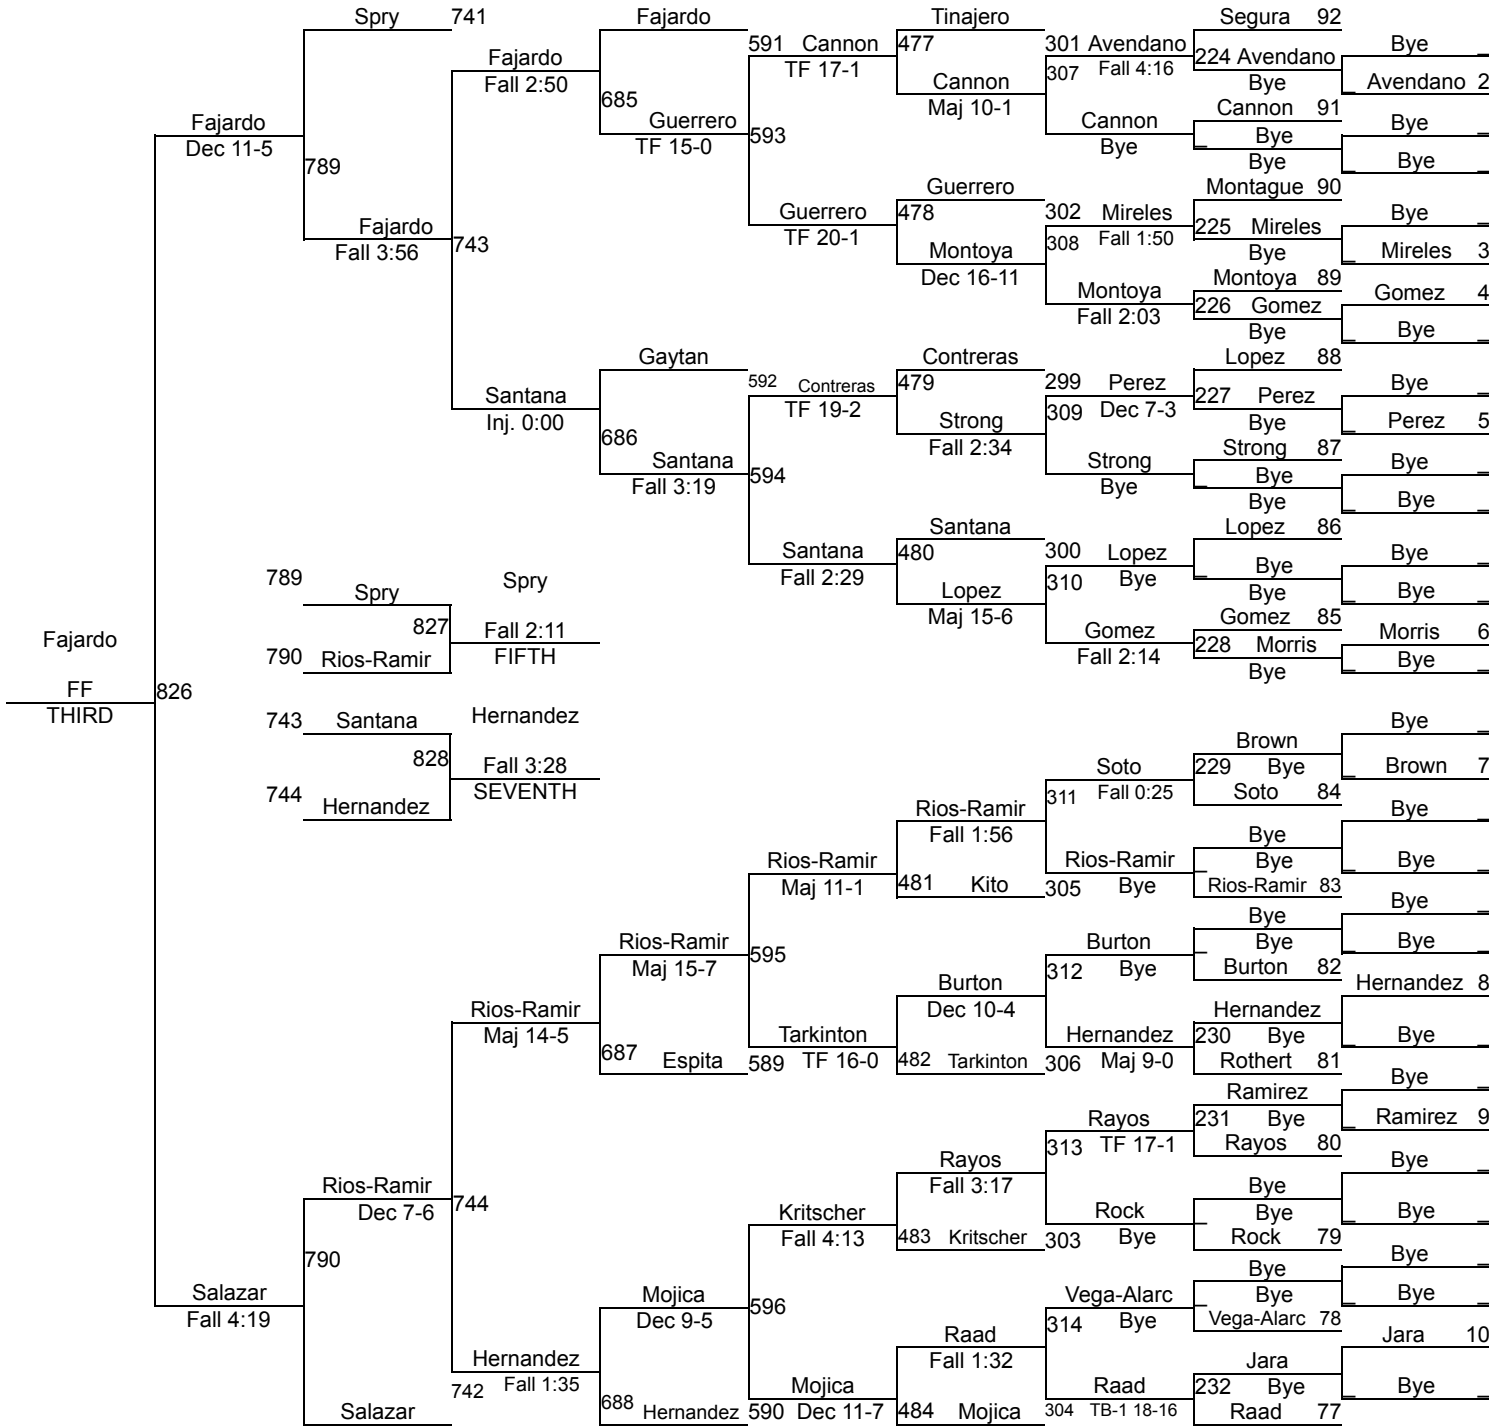 Spry 741 Fajardo Tinajero Segura 92
591 Cannon 477 301 Avendano Bye _
Fajardo TF 17-1 307 Fall 4:16 224 Avendano
Fall 2:50 Cannon Bye _ Avendano 2
685 Maj 10-1 Cannon 91
Fajardo Guerrero 593 Cannon _ Bye Bye _
Dec 11-5 TF 15-0 Bye Bye _ Bye _
789
Guerrero Montague 90
Fajardo 743 Guerrero 478 302 Mireles 225 Mireles Bye _
Fall 3:56 TF 20-1 Montoya 308 Fall 1:50 Bye _ Mireles 3
Dec 16-11 Montoya Montoya 89 Gomez 4
Fall 2:03 226 Gomez
Bye _ Bye _
Gaytan Contreras Lopez 88
Santana 592 Contreras 479 299 Perez 227 Perez Bye _
Inj. 0:00 TF 19-2 Strong 309 Dec 7-3 Bye _ Perez 5
686 Fall 2:34 Strong 87
Santana 594 Strong _ Bye Bye _
Fall 3:19 Bye Bye _ Bye _
Santana Lopez 86
Santana 480 300 Lopez _ Bye Bye _
Fall 2:29 Lopez 310 Bye Bye _ Bye _
Maj 15-6 Gomez Gomez 85 Morris 6
Fall 2:14 228 Morris
Bye _ Bye _
789 Spry Spry
827 Fall 2:11
790 Rios-Ramir FIFTH
Fajardo
FF 826
THIRD
743 Santana Hernandez
828 Fall 3:28
744 Hernandez SEVENTH
Bye _
Brown
Soto 229 Bye _ Brown 7
311 Fall 0:25 Soto 84
Rios-Ramir Bye _
Fall 1:56 Bye
Rios-Ramir Rios-Ramir _ Bye _ Bye _
Maj 11-1 481 Kito 305 Bye Rios-Ramir 83
Bye Bye _
Rios-Ramir 595 Burton _ Bye _ Bye _
Maj 15-7 312 Bye Burton 82
Burton Hernandez 8
Rios-Ramir Dec 10-4 Hernandez
Maj 14-5 Tarkinton Hernandez 230 Bye _ Bye _
687 Espita 589 TF 16-0 482 Tarkinton 306 Maj 9-0 Rothert 81
Ramirez Bye _
Rayos 231 Bye _ Ramirez 9
313 TF 17-1 Rayos 80
Rayos Bye _
Rios-Ramir 744 Fall 3:17 Bye
Dec 7-6 Kritscher Rock _ Bye _ Bye _
Fall 4:13 483 Kritscher 303 Bye Rock 79
790 Bye _
Salazar Mojica 596 Vega-Alarc Bye
Fall 4:19 Dec 9-5 _ Bye _ Bye _
314 Bye Vega-Alarc 78
Raad Jara 10
Hernandez Fall 1:32 Jara
742 Fall 1:35 Mojica Raad 232 Bye _ Bye _
Salazar 688 Hernandez 590 Dec 11-7 484 Mojica 304 TB-1 18-16 Raad 77